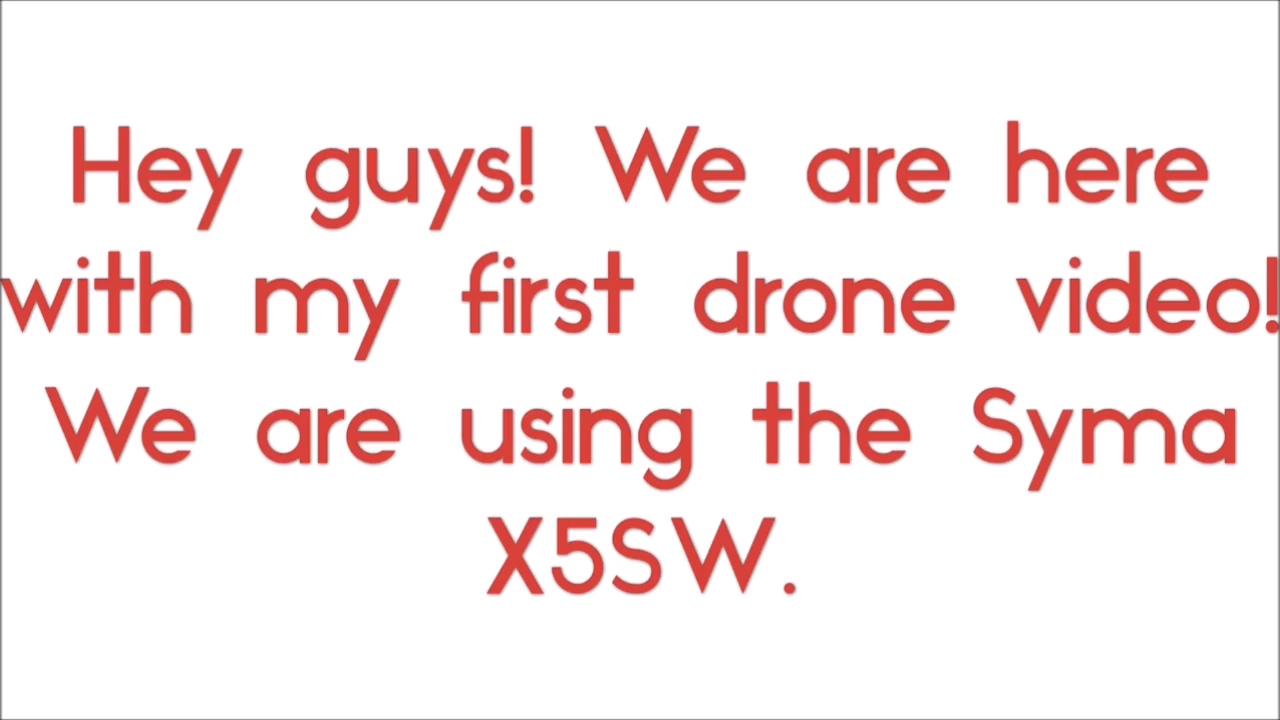 Hey guys! We are here
with my first drone video!
We are using the Syma
X5SW.